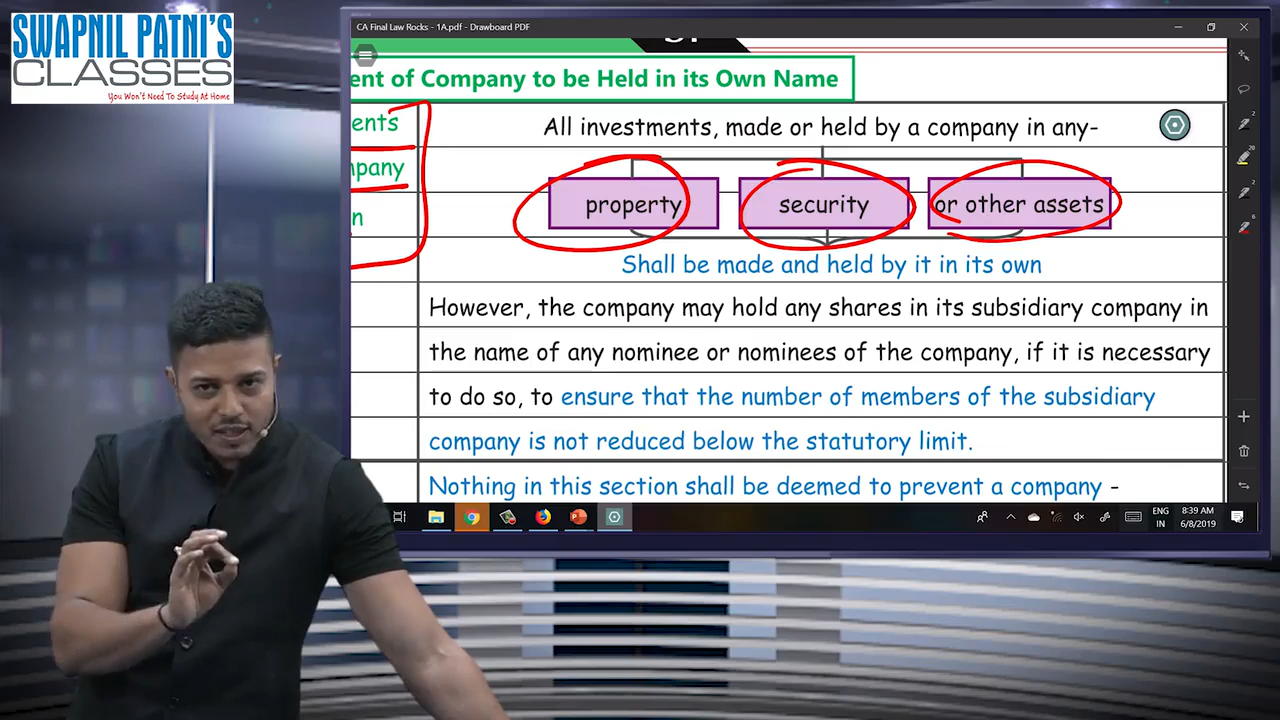 SWAPNIL PATNI'S
CLASSES
You Won't Need To Study At Home
CA Final Law Rocks - 1A.pdf - Drawboard PDF
ent of Company to be Held in its Own Name
ents
mpany
n
All investments, made or held by a company in any-
property
security
or other assets
Shall be made and held by it in its own
However, the company may hold any shares in its subsidiary company in
the name of any nominee or nominees of the company, if it is necessary
to do so, to ensure that the number of members of the subsidiary
company is not reduced below the statutory limit.
Nothing in this section shall be deemed to prevent a company -
ENG
IN
8:39 AM
6/8/2019